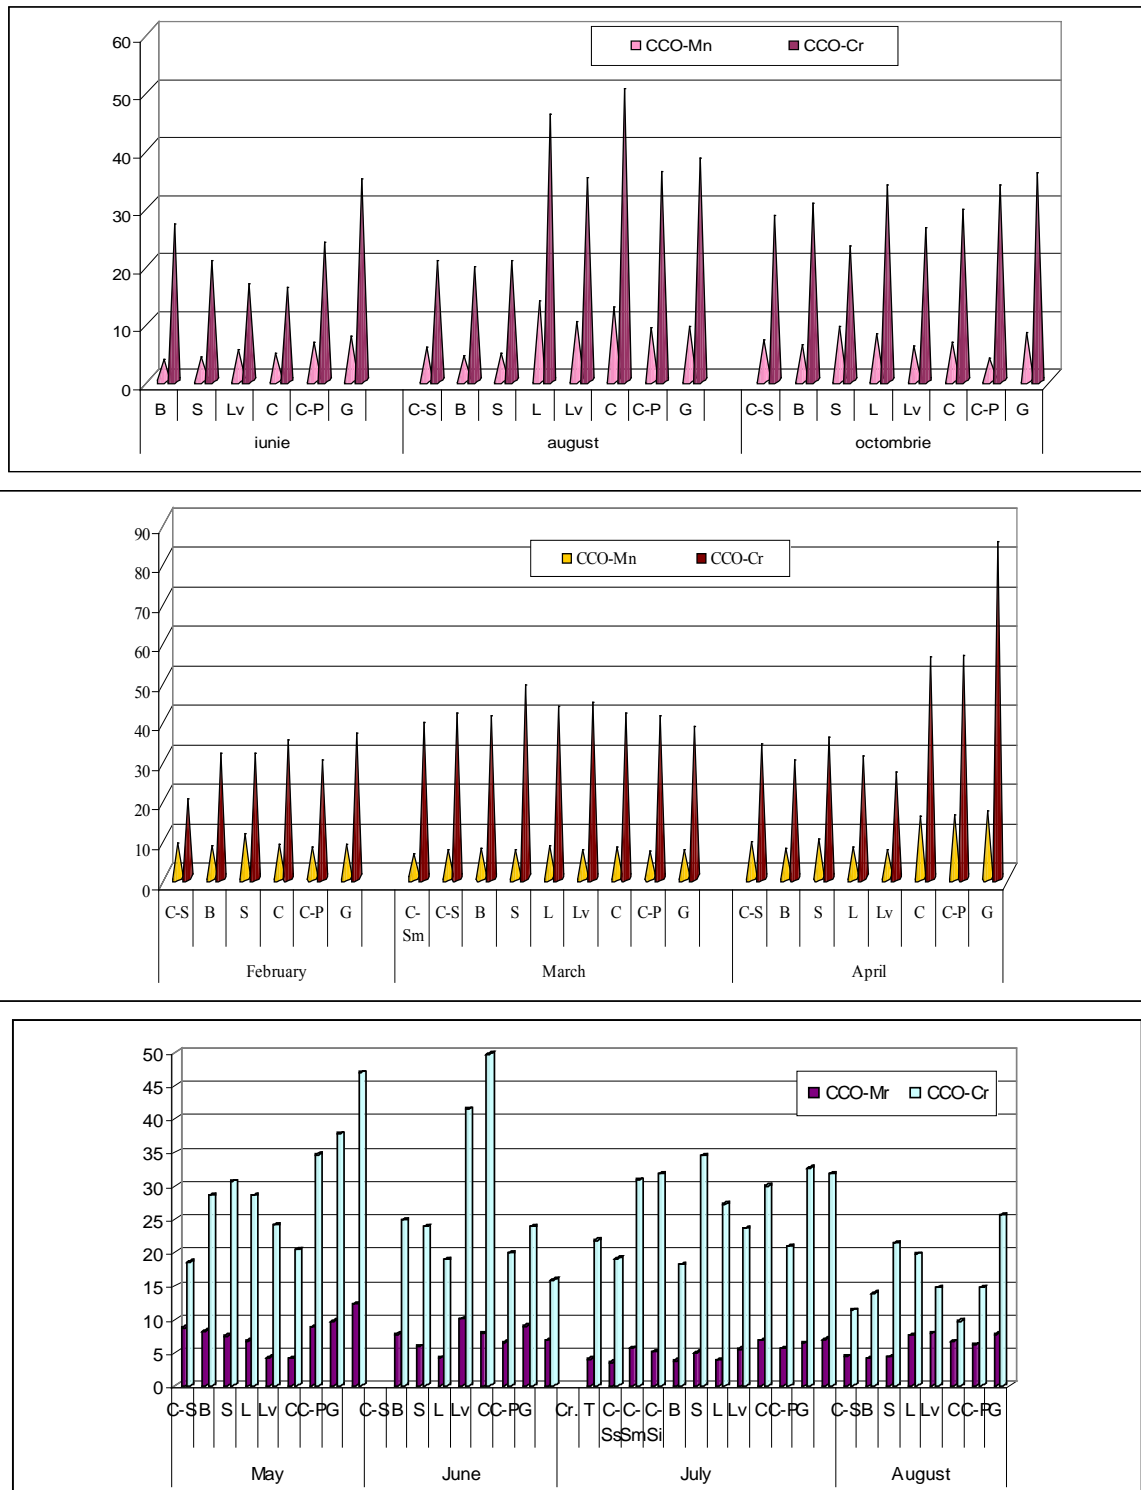 60
CCO-Mn CCO-Cr
50
40
30
20
10
0
B S Lv C C-P G C-S B S L Lv C C-P G C-S B S L Lv C C-P G
iunie august octombrie
90
80
CCO-Mn CCO-Cr
70
60
50
40
30
20
10
0
C-S B S C C-P G C-Sm C-S B S L Lv C C-P G C-S B S L Lv C C-P G
February March April
50
45
CCO-Mr CCO-Cr
40
35
30
25
20
15
10
5
0
C-S B S L Lv C C-P G C-S B S L Lv C C-P G Cr. T C- C- C- B S L Lv C C-P G C-S B S L Lv C C-P G
Ss Sm Si
May June July August